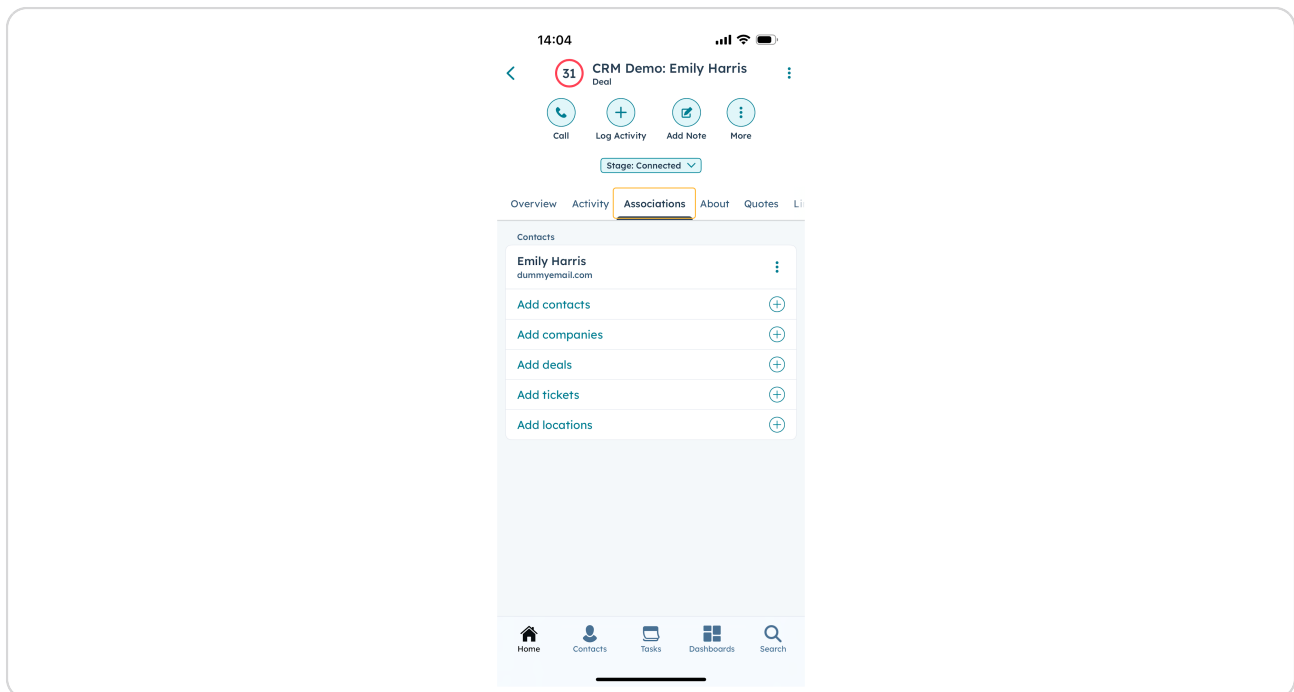 14:04
31 CRM Demo: Emily Harris
Deal
Call Log Activity Add Note More
Stage: Connected
Overview Activity Associations About Quotes
Contacts
Emily Harris
dummyemail.com
Add contacts
Add companies
Add deals
Add tickets
Add locations
Home Contacts Tasks Dashboards Search